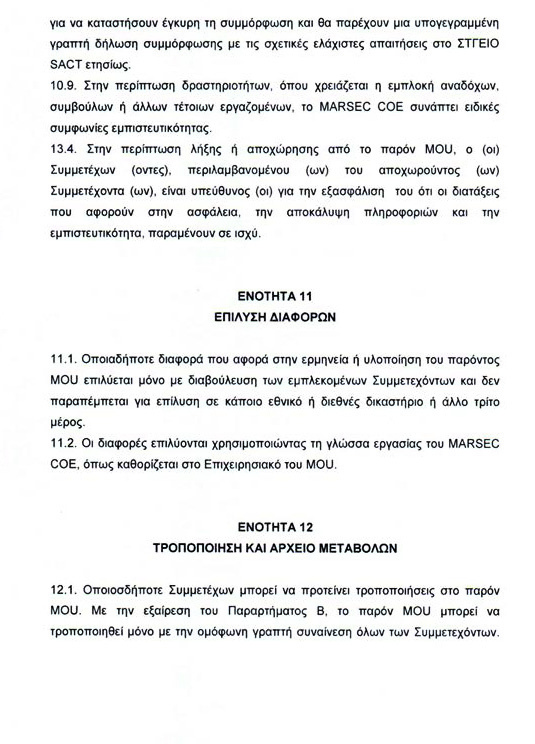 για να καταστήσουν έγκυρη τη συμμόρφωση και θα παρέχουν μια υπογεγραμμένη
γραπτή δήλωση συμμόρφωσης με τις σχετικές ελάχιστες απαιτήσεις στο ΣΤΓΕΙΟ
SACT ετησίως.
10.9. Στην περίπτωση δραστηριοτήτων, όπου χρειάζεται η εμπλοκή αναδόχων,
συμβούλων ή άλλων τέτοιων εργαζομένων, το MARSEC COE συνάπτει ειδικές
συμφωνίες εμπιστευτικότητας.
13.4. Στην περίπτωση λήξης ή αποχώρησης από το παρόν MOU, ο (οι)
Συμμετέχων (οντες), περιλαμβανομένου (ων) του αποχωρούντος (ων)
Συμμετέχοντα (ων), είναι υπεύθυνος (οι) για την εξασφάλιση του ότι οι διατάξεις
που αφορούν στην ασφάλεια, την αποκάλυψη πληροφοριών και την
εμπιστευτικότητα, παραμένουν σε ισχύ.
ΕΝΟΤΗΤΑ 11
ΕΠΙΛΥΣΗ ΔΙΑΦΟΡΩΝ
11.1. Οποιαδήποτε διαφορά που αφορά στην ερμηνεία ή υλοποίηση του παρόντος
MOU επιλύεται μόνο με διαβούλευση των εμπλεκομένων Συμμετεχόντων και δεν
παραπέμπεται για επίλυση σε κάποιο εθνικό ή διεθνές δικαστήριο ή άλλο τρίτο
μέρος.
11.2. Οι διαφορές επιλύονται χρησιμοποιώντας τη γλώσσα εργασίας του MARSEC
COE, όπως καθορίζεται στο Επιχειρησιακό του MOU.
ΕΝΟΤΗΤΑ 12
ΤΡΟΠΟΠΟΙΗΣΗ ΚΑΙ ΑΡΧΕΙΟ ΜΕΤΑΒΟΛΩΝ
12.1. Οποιοσδήποτε Συμμετέχων μπορεί να προτείνει τροποποιήσεις στο παρόν
MOU. Με την εξαίρεση του Παραρτήματος Β, το παρόν MOU μπορεί να
τροποποιηθεί μόνο με την ομόφωνη γραπτή συναίνεση όλων των Συμμετεχόντων.